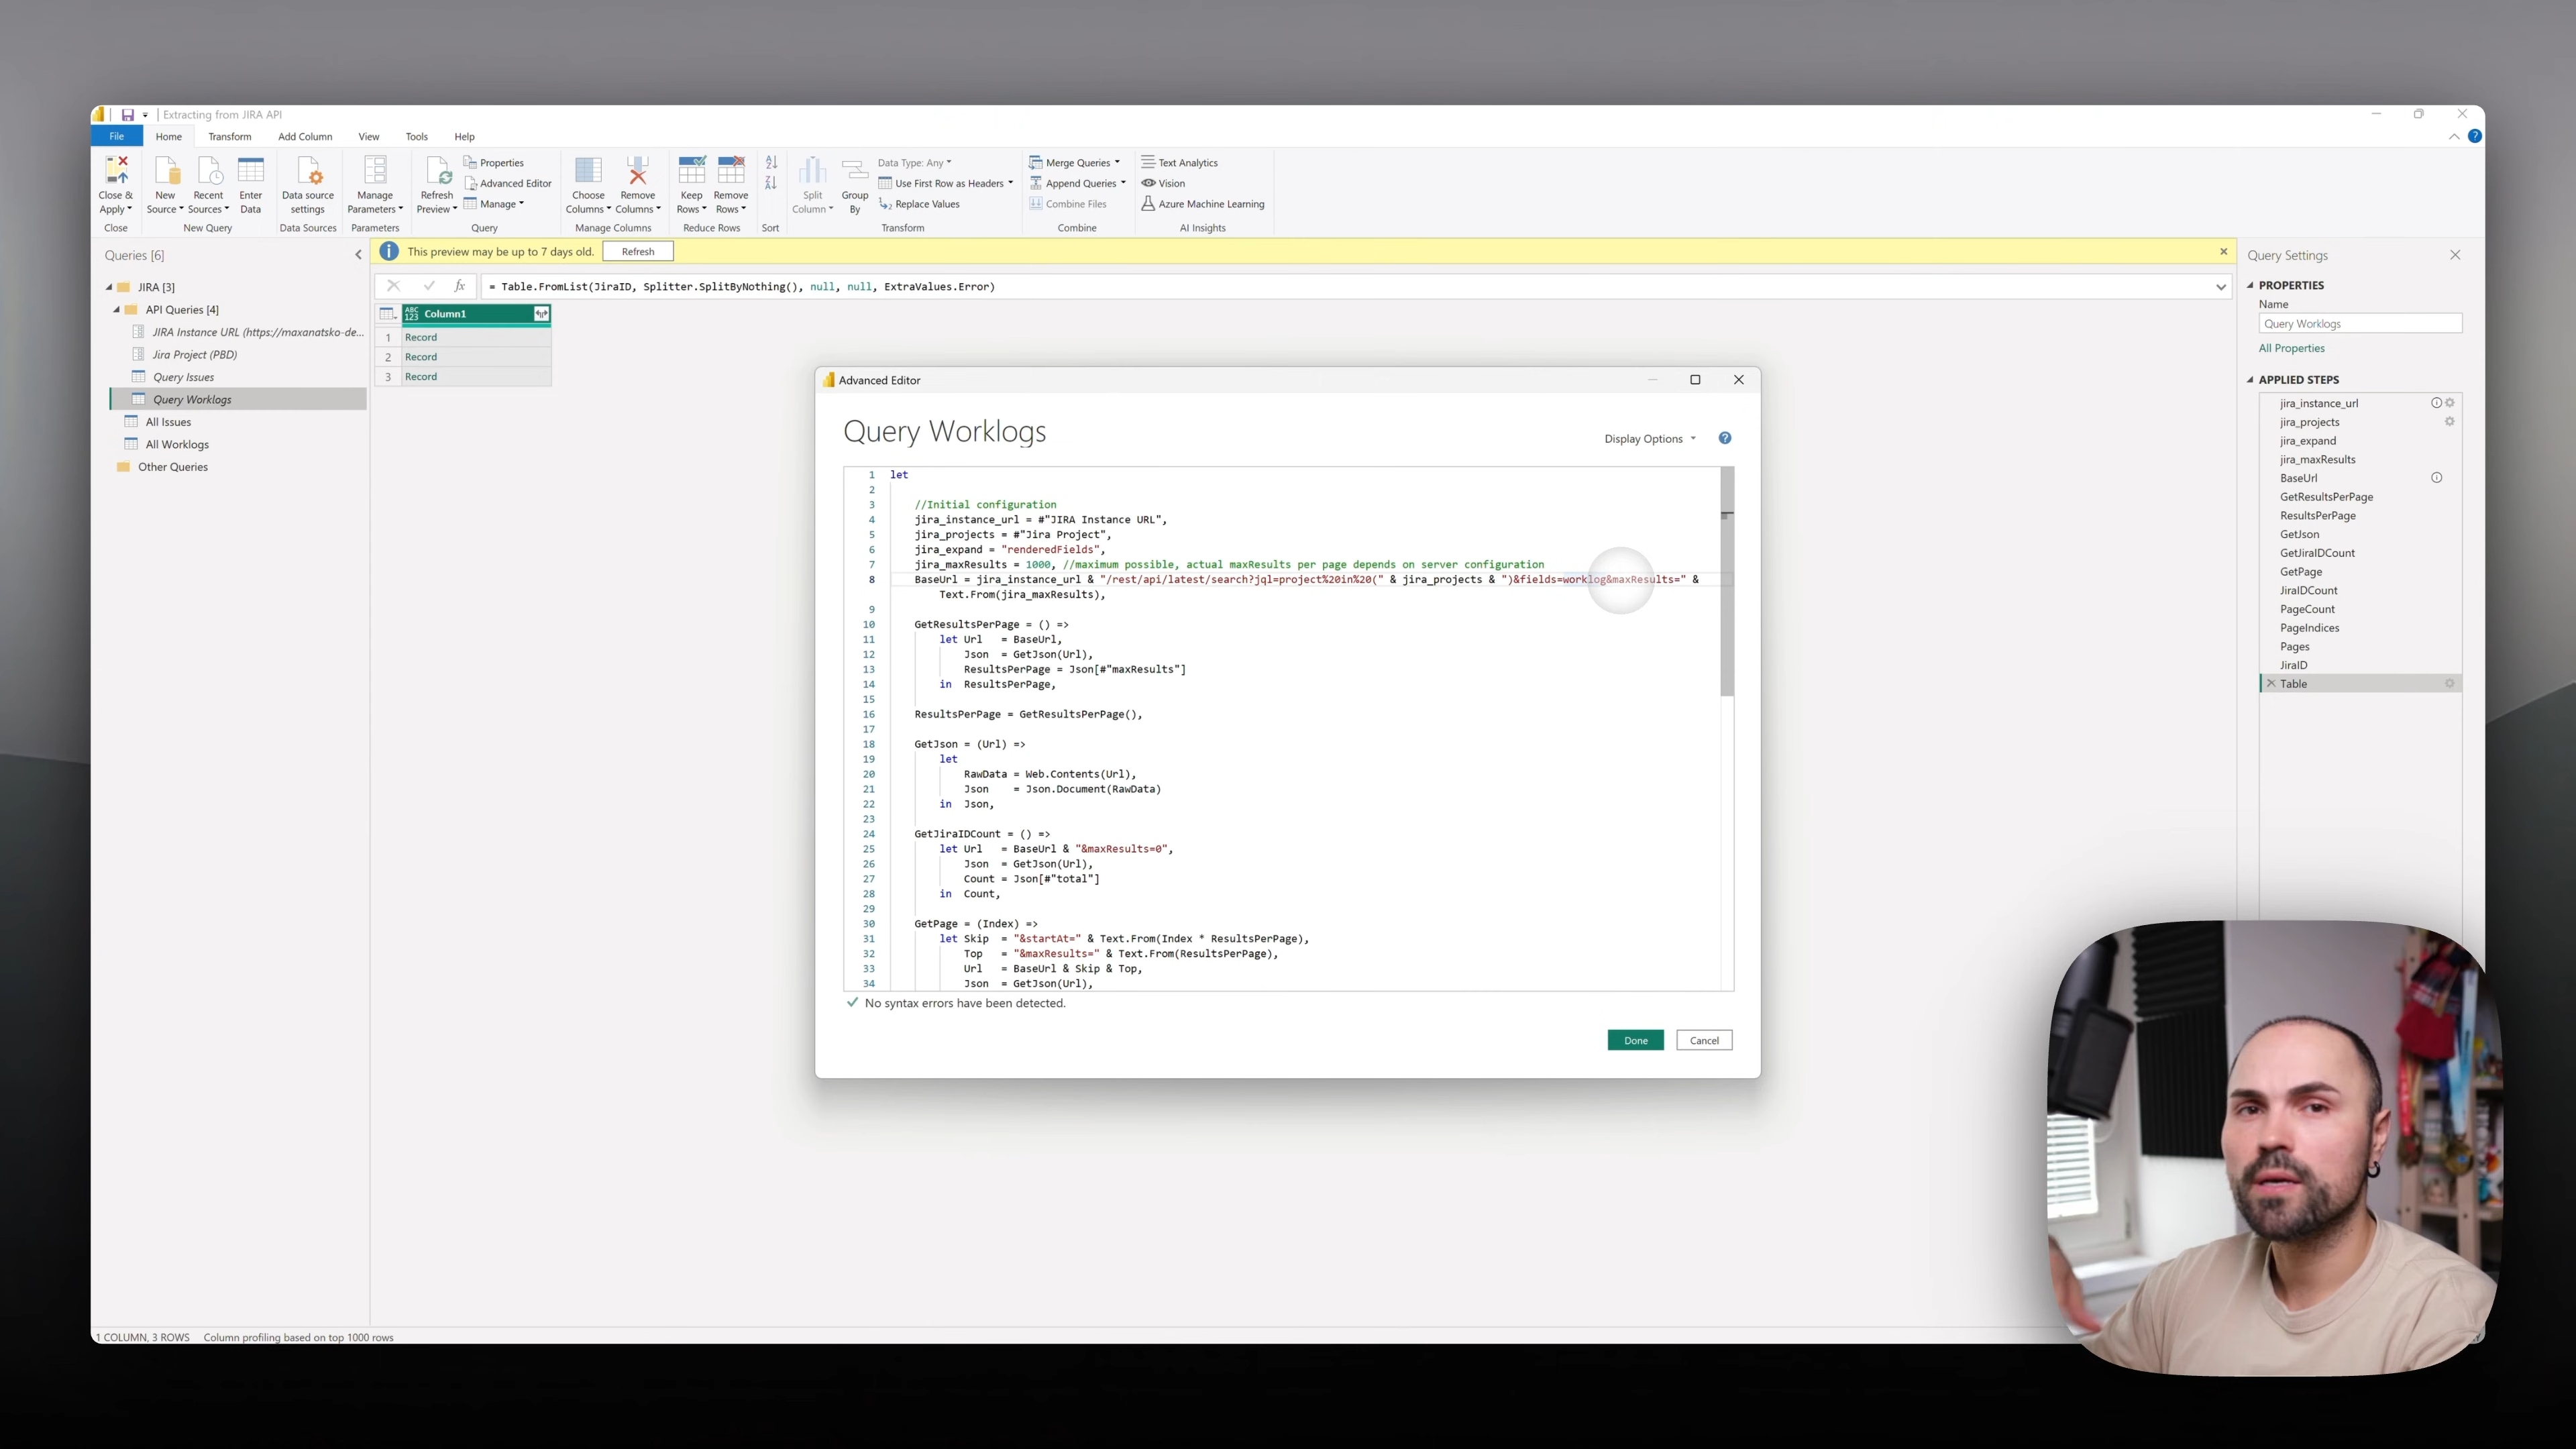 Extracting from JIRA API
File Home Transform Add Column View Tools Help
Close & Apply
New Source
Recent Sources
Enter Data
Data source settings
Manage Parameters
Refresh Preview
Properties
Advanced Editor
Manage
Choose Columns
Remove Columns
Keep Rows
Remove Rows
Split Column
Group By
Data Type: Any
Use First Row as Headers
Replace Values
Merge Queries
Append Queries
Combine Files
Text Analytics
Vision
Azure Machine Learning
Close New Query Data Sources Parameters Query Manage Columns Reduce Rows Sort Transform Combine AI Insights
Queries [6]
JIRA [3]
API Queries [4]
JIRA Instance URL (https://maxanatsko-de...
Jira Project (PBD)
Query Issues
Query Worklogs
All Issues
All Worklogs
Other Queries
This preview may be up to 7 days old. Refresh
fx = Table.FromList(JiraID, Splitter.SplitByNothing(), null, null, ExtraValues.Error)
ABC 123 Column1
1 Record
2 Record
3 Record
Advanced Editor
Query Worklogs
Display Options
1 let
2
3 //Initial configuration
4 jira_instance_url = #"JIRA Instance URL",
5 jira_projects = #"Jira Project",
6 jira_expand = "renderedFields",
7 jira_maxResults = 1000, //maximum possible, actual maxResults per page depends on server configuration
8 BaseUrl = jira_instance_url & "/rest/api/latest/search?jql=project%20in%20(" & jira_projects & ")&fields=worklog&maxResults=" &
Text.From(jira_maxResults),
9
10 GetResultsPerPage = () =>
11 let Url = BaseUrl,
12 Json = GetJson(Url),
13 ResultsPerPage = Json[#"maxResults"]
14 in ResultsPerPage,
15
16 ResultsPerPage = GetResultsPerPage(),
17
18 GetJson = (Url) =>
19 let
20 RawData = Web.Contents(Url),
21 Json = Json.Document(RawData)
22 in Json,
23
24 GetJiraIDCount = () =>
25 let Url = BaseUrl & "&maxResults=0",
26 Json = GetJson(Url),
27 Count = Json[#"total"]
28 in Count,
29
30 GetPage = (Index) =>
31 let Skip = "&startAt=" & Text.From(Index * ResultsPerPage),
32 Top = "&maxResults=" & Text.From(ResultsPerPage),
33 Url = BaseUrl & Skip & Top,
34 Json = GetJson(Url),
No syntax errors have been detected.
Done Cancel
Query Settings
PROPERTIES
Name
Query Worklogs
All Properties
APPLIED STEPS
jira_instance_url
jira_projects
jira_expand
jira_maxResults
BaseUrl
GetResultsPerPage
ResultsPerPage
GetJson
GetJiraIDCount
GetPage
JiraIDCount
PageCount
PageIndices
Pages
JiraID
Table
1 COLUMN, 3 ROWS Column profiling based on top 1000 rows